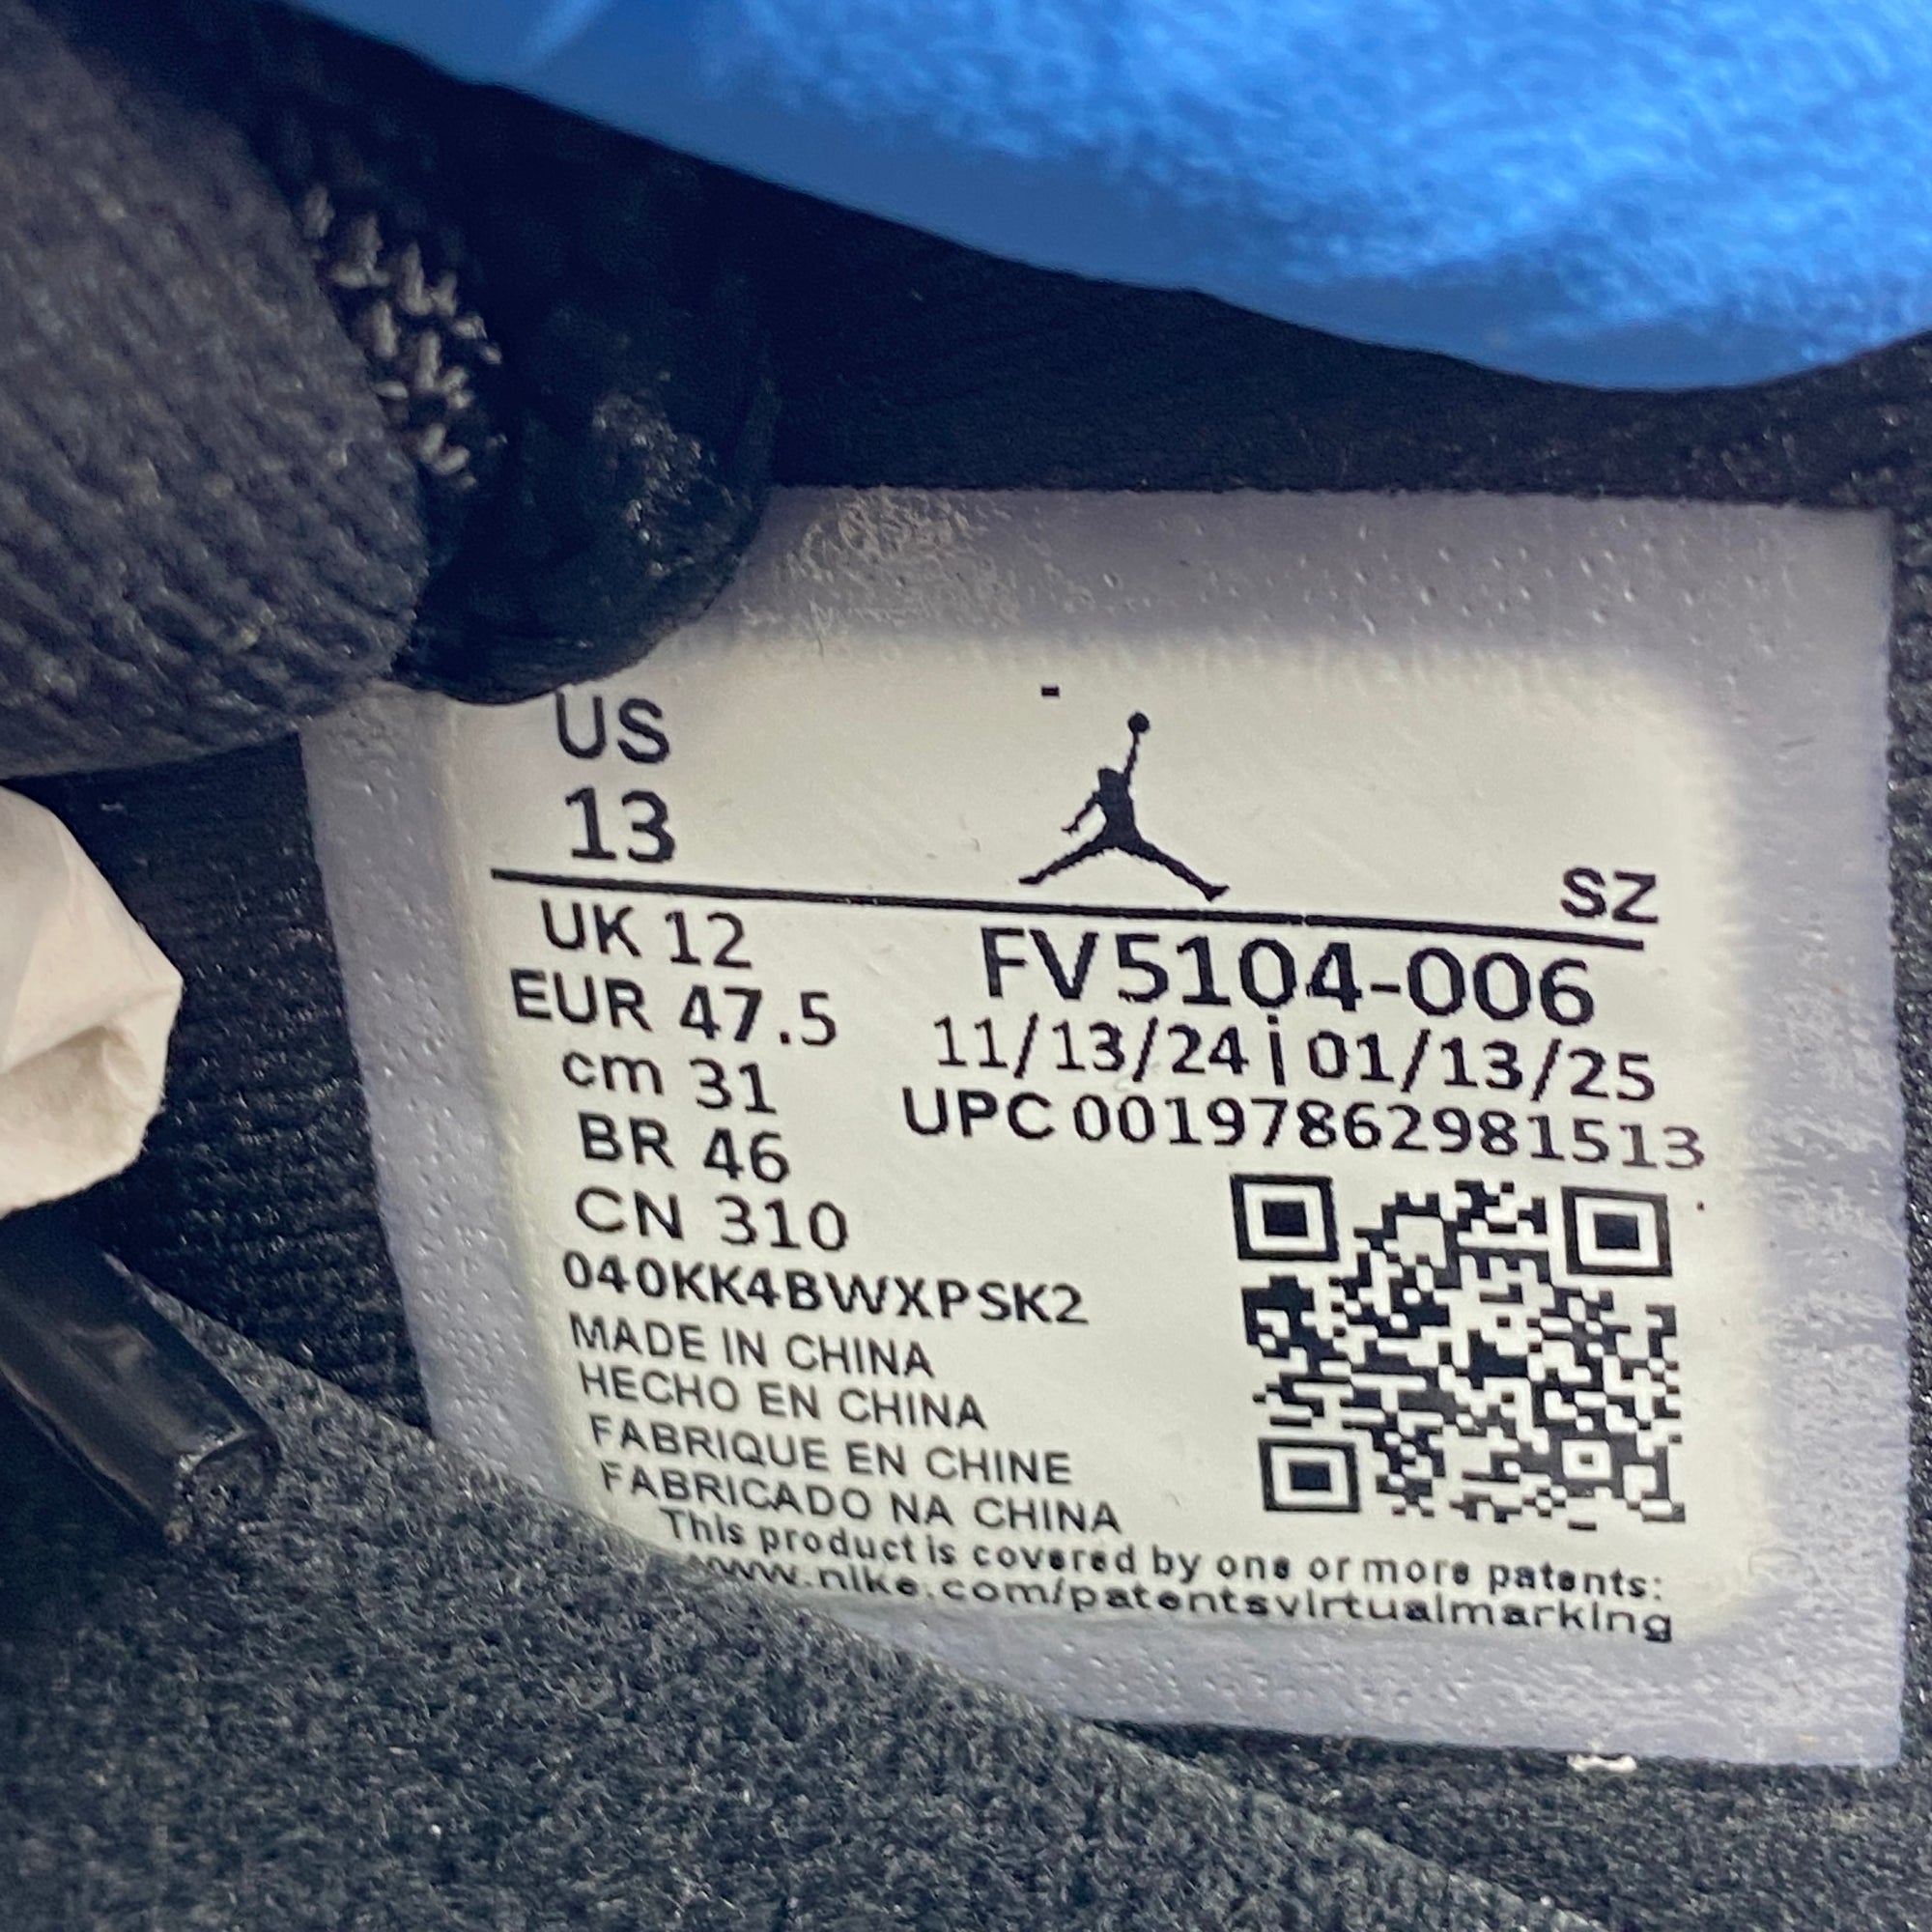 US
13
SZ
UK 12
EUR 47.5
cm 31
BR 46
CN 310
FV5104-006
11/13/24 | 01/13/25
UPC 00197862981513
040KK4BWXPSK2
MADE IN CHINA
HECHO EN CHINA
FABRIQUE EN CHINE
FABRICADO NA CHINA
This product is covered by one or more patents:
www.nike.com/patentsvirtualmarking